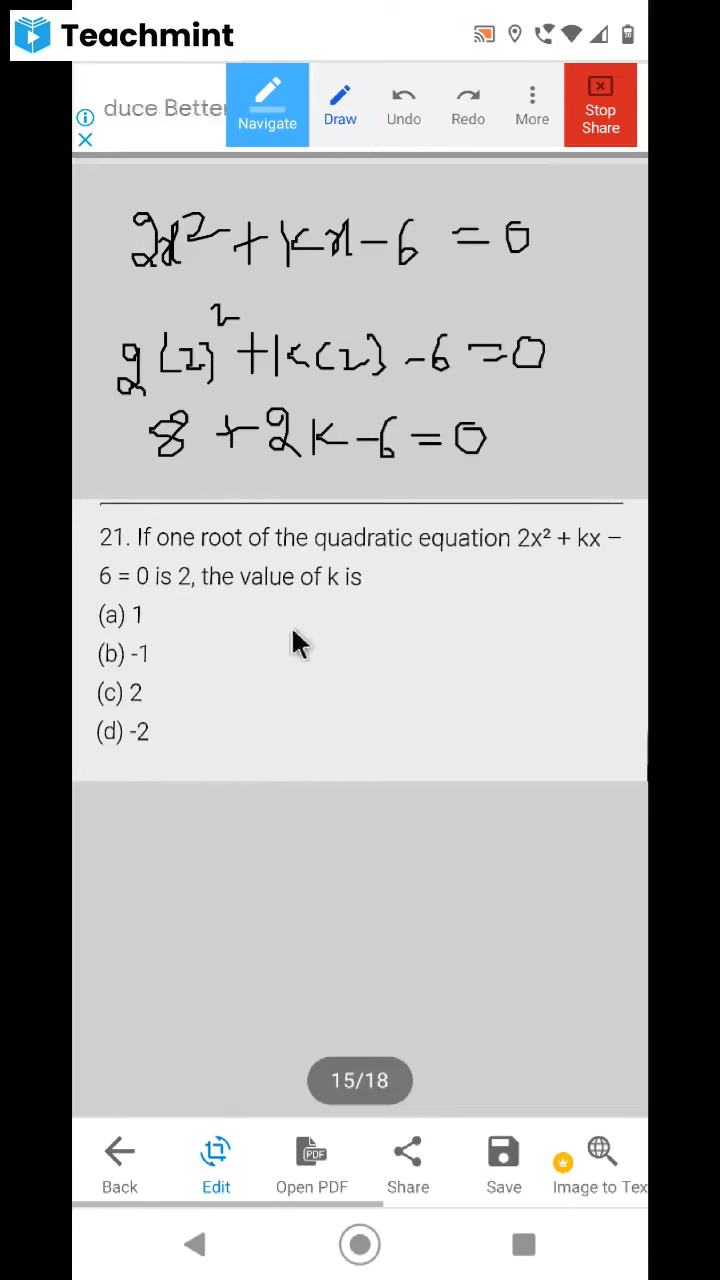 Teachmint
duce Better
Navigate
Draw
Undo
Redo
More
Stop
Share
2x² + kx - 6 = 0
2(2)² + k(2) - 6 = 0
8 + 2k - 6 = 0
21. If one root of the quadratic equation 2x² + kx –
6 = 0 is 2, the value of k is
(a) 1
(b) -1
(c) 2
(d) -2
15/18
PDF
Back
Edit
Open PDF
Share
Save
Image to Tex